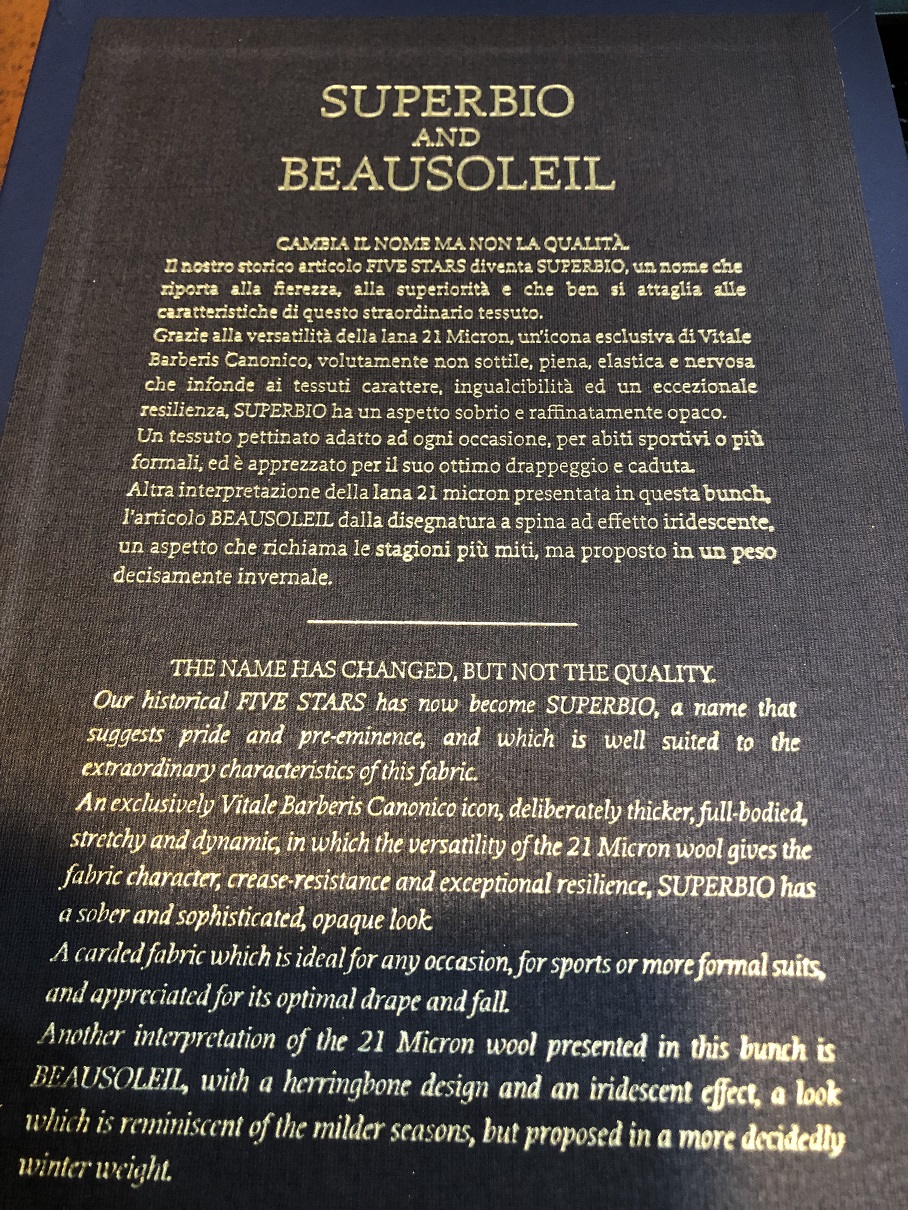 SUPERBIO
AND
BEAUSOLEIL
CAMBIA IL NOME MA NON LA QUALITÀ.
Il nostro storico articolo FIVE STARS diventa SUPERBIO, un nome che
riporta alla fierezza, alla superiorità e che ben si attaglia alle
caratteristiche di questo straordinario tessuto.
Grazie alla versatilità della lana 21 Micron, un'icona esclusiva di Vitale
Barberis Canonico, volutamente non sottile, piena, elastica e nervosa
che infonde ai tessuti carattere, ingualcibilità ed un eccezionale
resilienza, SUPERBIO ha un aspetto sobrio e raffinatamente opaco.
Un tessuto pettinato adatto ad ogni occasione, per abiti sportivi o più
formali, ed è apprezzato per il suo ottimo drappeggio e caduta.
Altra interpretazione della lana 21 micron presentata in questa bunch,
l'articolo BEAUSOLEIL dalla disegnatura a spina ad effetto iridescente,
un aspetto che richiama le stagioni più miti, ma proposto in un peso
decisamente invernale.
THE NAME HAS CHANGED, BUT NOT THE QUALITY.
Our historical FIVE STARS has now become SUPERBIO, a name that
suggests pride and pre-eminence, and which is well suited to the
extraordinary characteristics of this fabric.
An exclusively Vitale Barberis Canonico icon, deliberately thicker, full-bodied,
stretchy and dynamic, in which the versatility of the 21 Micron wool gives the
fabric character, crease-resistance and exceptional resilience, SUPERBIO has
a sober and sophisticated, opaque look.
A carded fabric which is ideal for any occasion, for sports or more formal suits,
and appreciated for its optimal drape and fall.
Another interpretation of the 21 Micron wool presented in this bunch is
BEAUSOLEIL, with a herringbone design and an iridescent effect, a look
which is reminiscent of the milder seasons, but proposed in a more decidedly
winter weight.